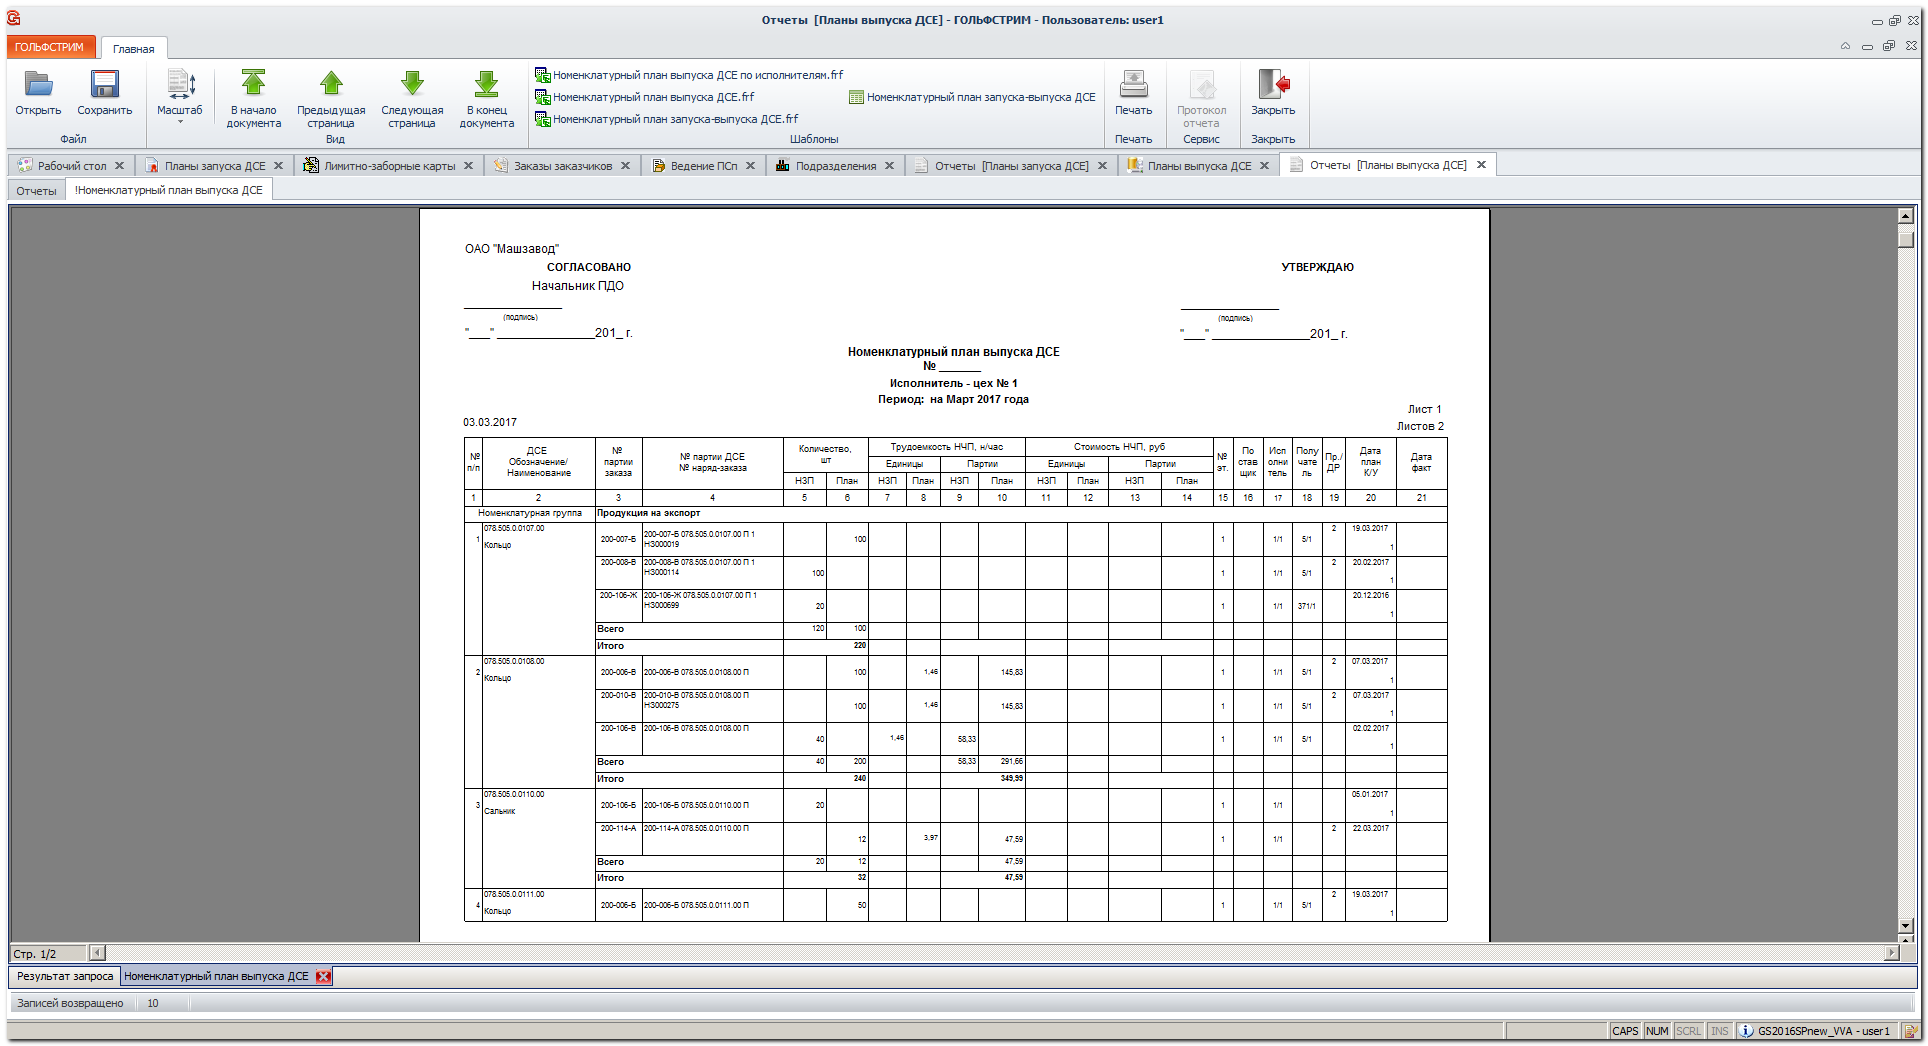 Отчеты [Планы выпуска ДСЕ] - ГОЛЬФСТРИМ - Пользователь: user1
ГОЛЬФСТРИМ Главная
Открыть Сохранить Масштаб В начало документа Предыдущая страница Следующая страница В конец документа
Номенклатурный план выпуска ДСЕ по исполнителям.frf
Номенклатурный план выпуска ДСЕ.frf Номенклатурный план запуска-выпуска ДСЕ
Номенклатурный план запуска-выпуска ДСЕ.frf
Печать Протокол отчета Закрыть
Файл Вид Шаблоны Печать Сервис Закрыть
Рабочий стол Планы запуска ДСЕ Лимитно-заборные карты Заказы заказчиков Ведение ПСп Подразделения Отчеты [Планы запуска ДСЕ] Планы выпуска ДСЕ Отчеты [Планы выпуска ДСЕ]
Отчеты !Номенклатурный план выпуска ДСЕ
ОАО "Машзавод"
СОГЛАСОВАНО УТВЕРЖДАЮ
Начальник ПДО
(подпись) (подпись)
"___" ______________201_ г. "___" ______________201_ г.
Номенклатурный план выпуска ДСЕ
№ ______
Исполнитель - цех № 1
Период: на Март 2017 года
Лист 1
03.03.2017 Листов 2
№ п/п ДСЕ Обозначение/ Наименование № партии заказа № партии ДСЕ № наряд-заказа Количество, шт Трудоемкость НЧП, н/час Стоимость НЧП, руб № эт. По став щик Исп олни тель Полу чате ль Пр./ ДР Дата план К/У Дата факт
Единицы Партии Единицы Партии
НЗП План НЗП План НЗП План НЗП План НЗП План
1 2 3 4 5 6 7 8 9 10 11 12 13 14 15 16 17 18 19 20 21
Номенклатурная группа Продукция на экспорт
1 078.505.0.0107.00 Кольцо 200-007-Б 200-007-Б 078.505.0.0107.00 П 1 НЗ000019 100 1 1/1 5/1 2 19.03.2017 1
200-008-В 200-008-В 078.505.0.0107.00 П 1 НЗ000114 100 1 1/1 5/1 2 20.02.2017 1
200-106-Ж 200-106-Ж 078.505.0.0107.00 П 1 НЗ000699 20 1 1/1 371/1 20.12.2016 1
Всего 120 100
Итого 220
2 078.505.0.0108.00 Кольцо 200-006-В 200-006-В 078.505.0.0108.00 П 100 1,46 145,83 1 1/1 5/1 2 07.03.2017 1
200-010-В 200-010-В 078.505.0.0108.00 П НЗ000275 100 1,46 145,83 1 1/1 5/1 2 07.03.2017 1
200-106-В 200-106-В 078.505.0.0108.00 П 40 1,46 58,33 1 1/1 5/1 02.02.2017 1
Всего 40 200 58,33 291,66
Итого 240 349,99
3 078.505.0.0110.00 Сальник 200-106-Б 200-106-Б 078.505.0.0110.00 П 20 1 1/1 05.01.2017 1
200-114-А 200-114-А 078.505.0.0110.00 П 12 3,97 47,59 1 1/1 2 22.03.2017
Всего 20 12 47,59
Итого 32 47,59
4 078.505.0.0111.00 Кольцо 200-006-Б 200-006-Б 078.505.0.0111.00 П 50 1 1/1 5/1 2 19.03.2017 1
Стр. 1/2
Результат запроса Номенклатурный план выпуска ДСЕ
Записей возвращено 10
CAPS NUM SCRL INS GS2016SPnew_VVA - user1